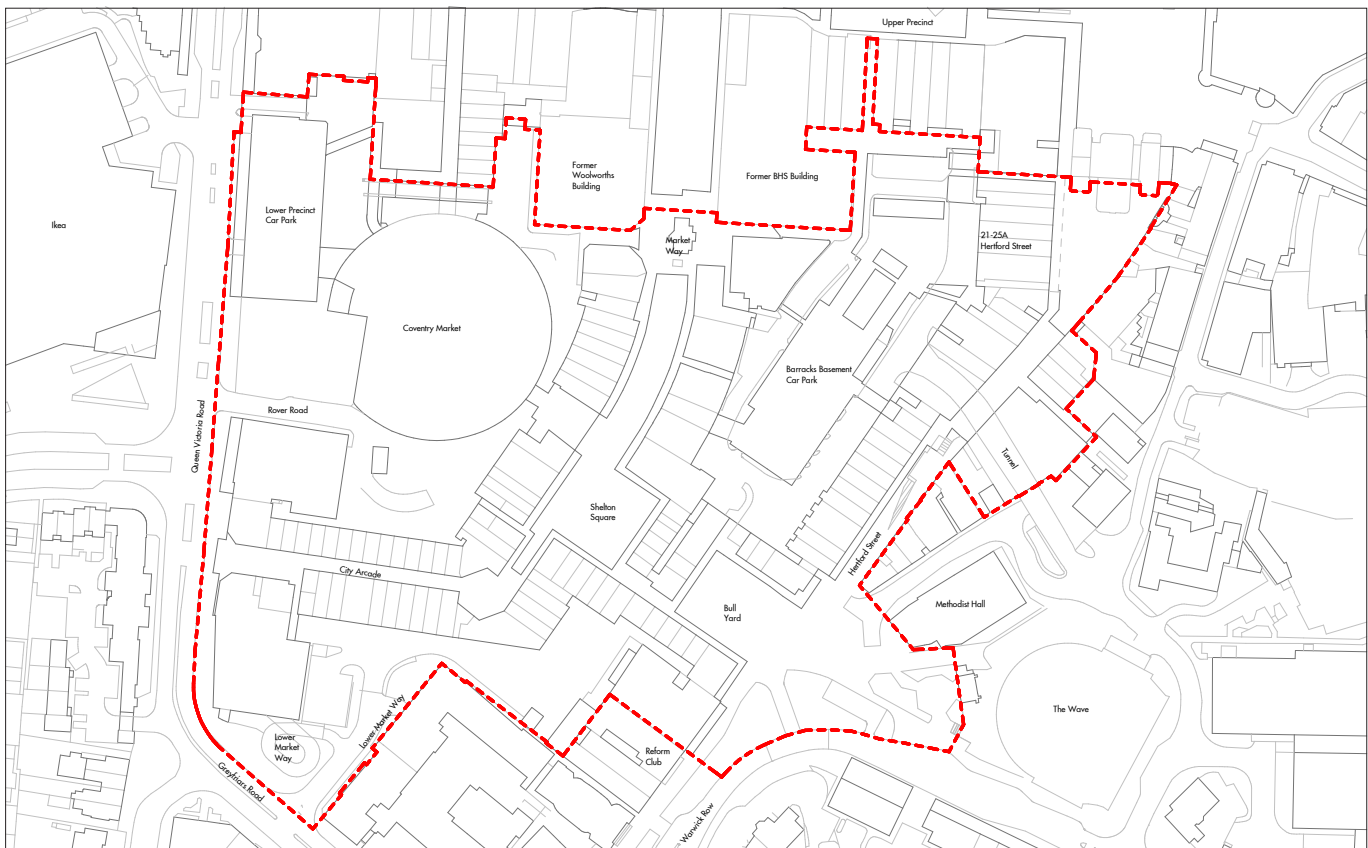 Upper Precinct
Former
Woolworths
Building
Former BHS Building
Lower Precinct
Car Park
Ikea
Market
Way
21-25A
Hertford Street
Coventry Market
Barracks Basement
Car Park
Rover Road
Queen Victoria Road
Tunnel
Shelton
Square
Hertford Street
City Arcade
Bull
Yard
Methodist Hall
The Wave
Lower Market Way
Lower
Market
Way
Reform
Club
Greyfriars Road
Warwick Row